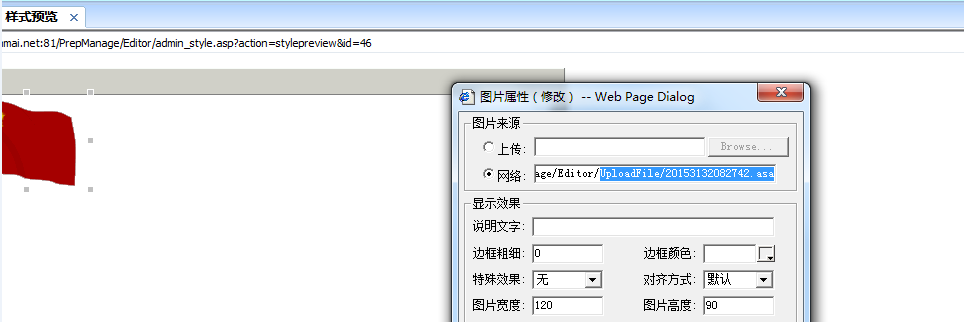 样式预览
mai.net:81/PrepManage/Editor/admin_style.asp?action=stylepreview&id=46
图片属性（修改） -- Web Page Dialog
图片来源
上传：
Browse...
网络：
age/Editor/UploadFile/20153132082742.asa
显示效果
说明文字：
边框粗细： 0 边框颜色：
特殊效果： 无 对齐方式： 默认
图片宽度： 120 图片高度： 90